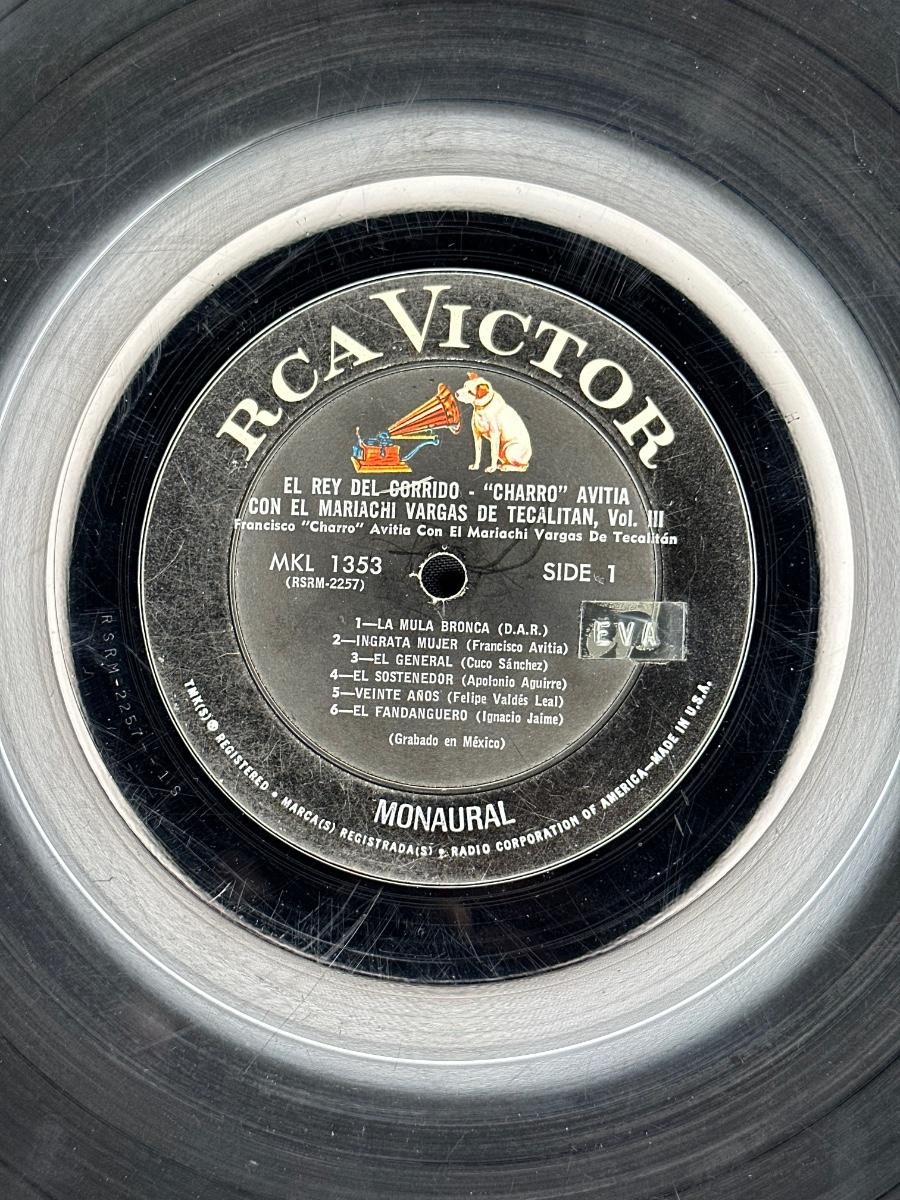 RCA VICTOR
EL REY DEL CORRIDO - "CHARRO" AVITIA
CON EL MARIACHI VARGAS DE TECALITAN, Vol. III
Francisco "Charro" Avitia Con El Mariachi Vargas De Tecalitán
MKL 1353
(RSRM-2257)
SIDE 1
1—LA MULA BRONCA (D.A.R.)
2—INGRATA MUJER (Francisco Avitia)
3—EL GENERAL (Cuco Sánchez)
4—EL SOSTENEDOR (Apolonio Aguirre)
5—VEINTE AÑOS (Felipe Valdés Leal)
6—EL FANDANGUERO (Ignacio Jaime)
EVA
(Grabado en México)
MONAURAL
TMK(S) ® REGISTERED • MARCA(S) REGISTRADA(S) • RADIO CORPORATION OF AMERICA—MADE IN U.S.A.
RSRM-2257 1S